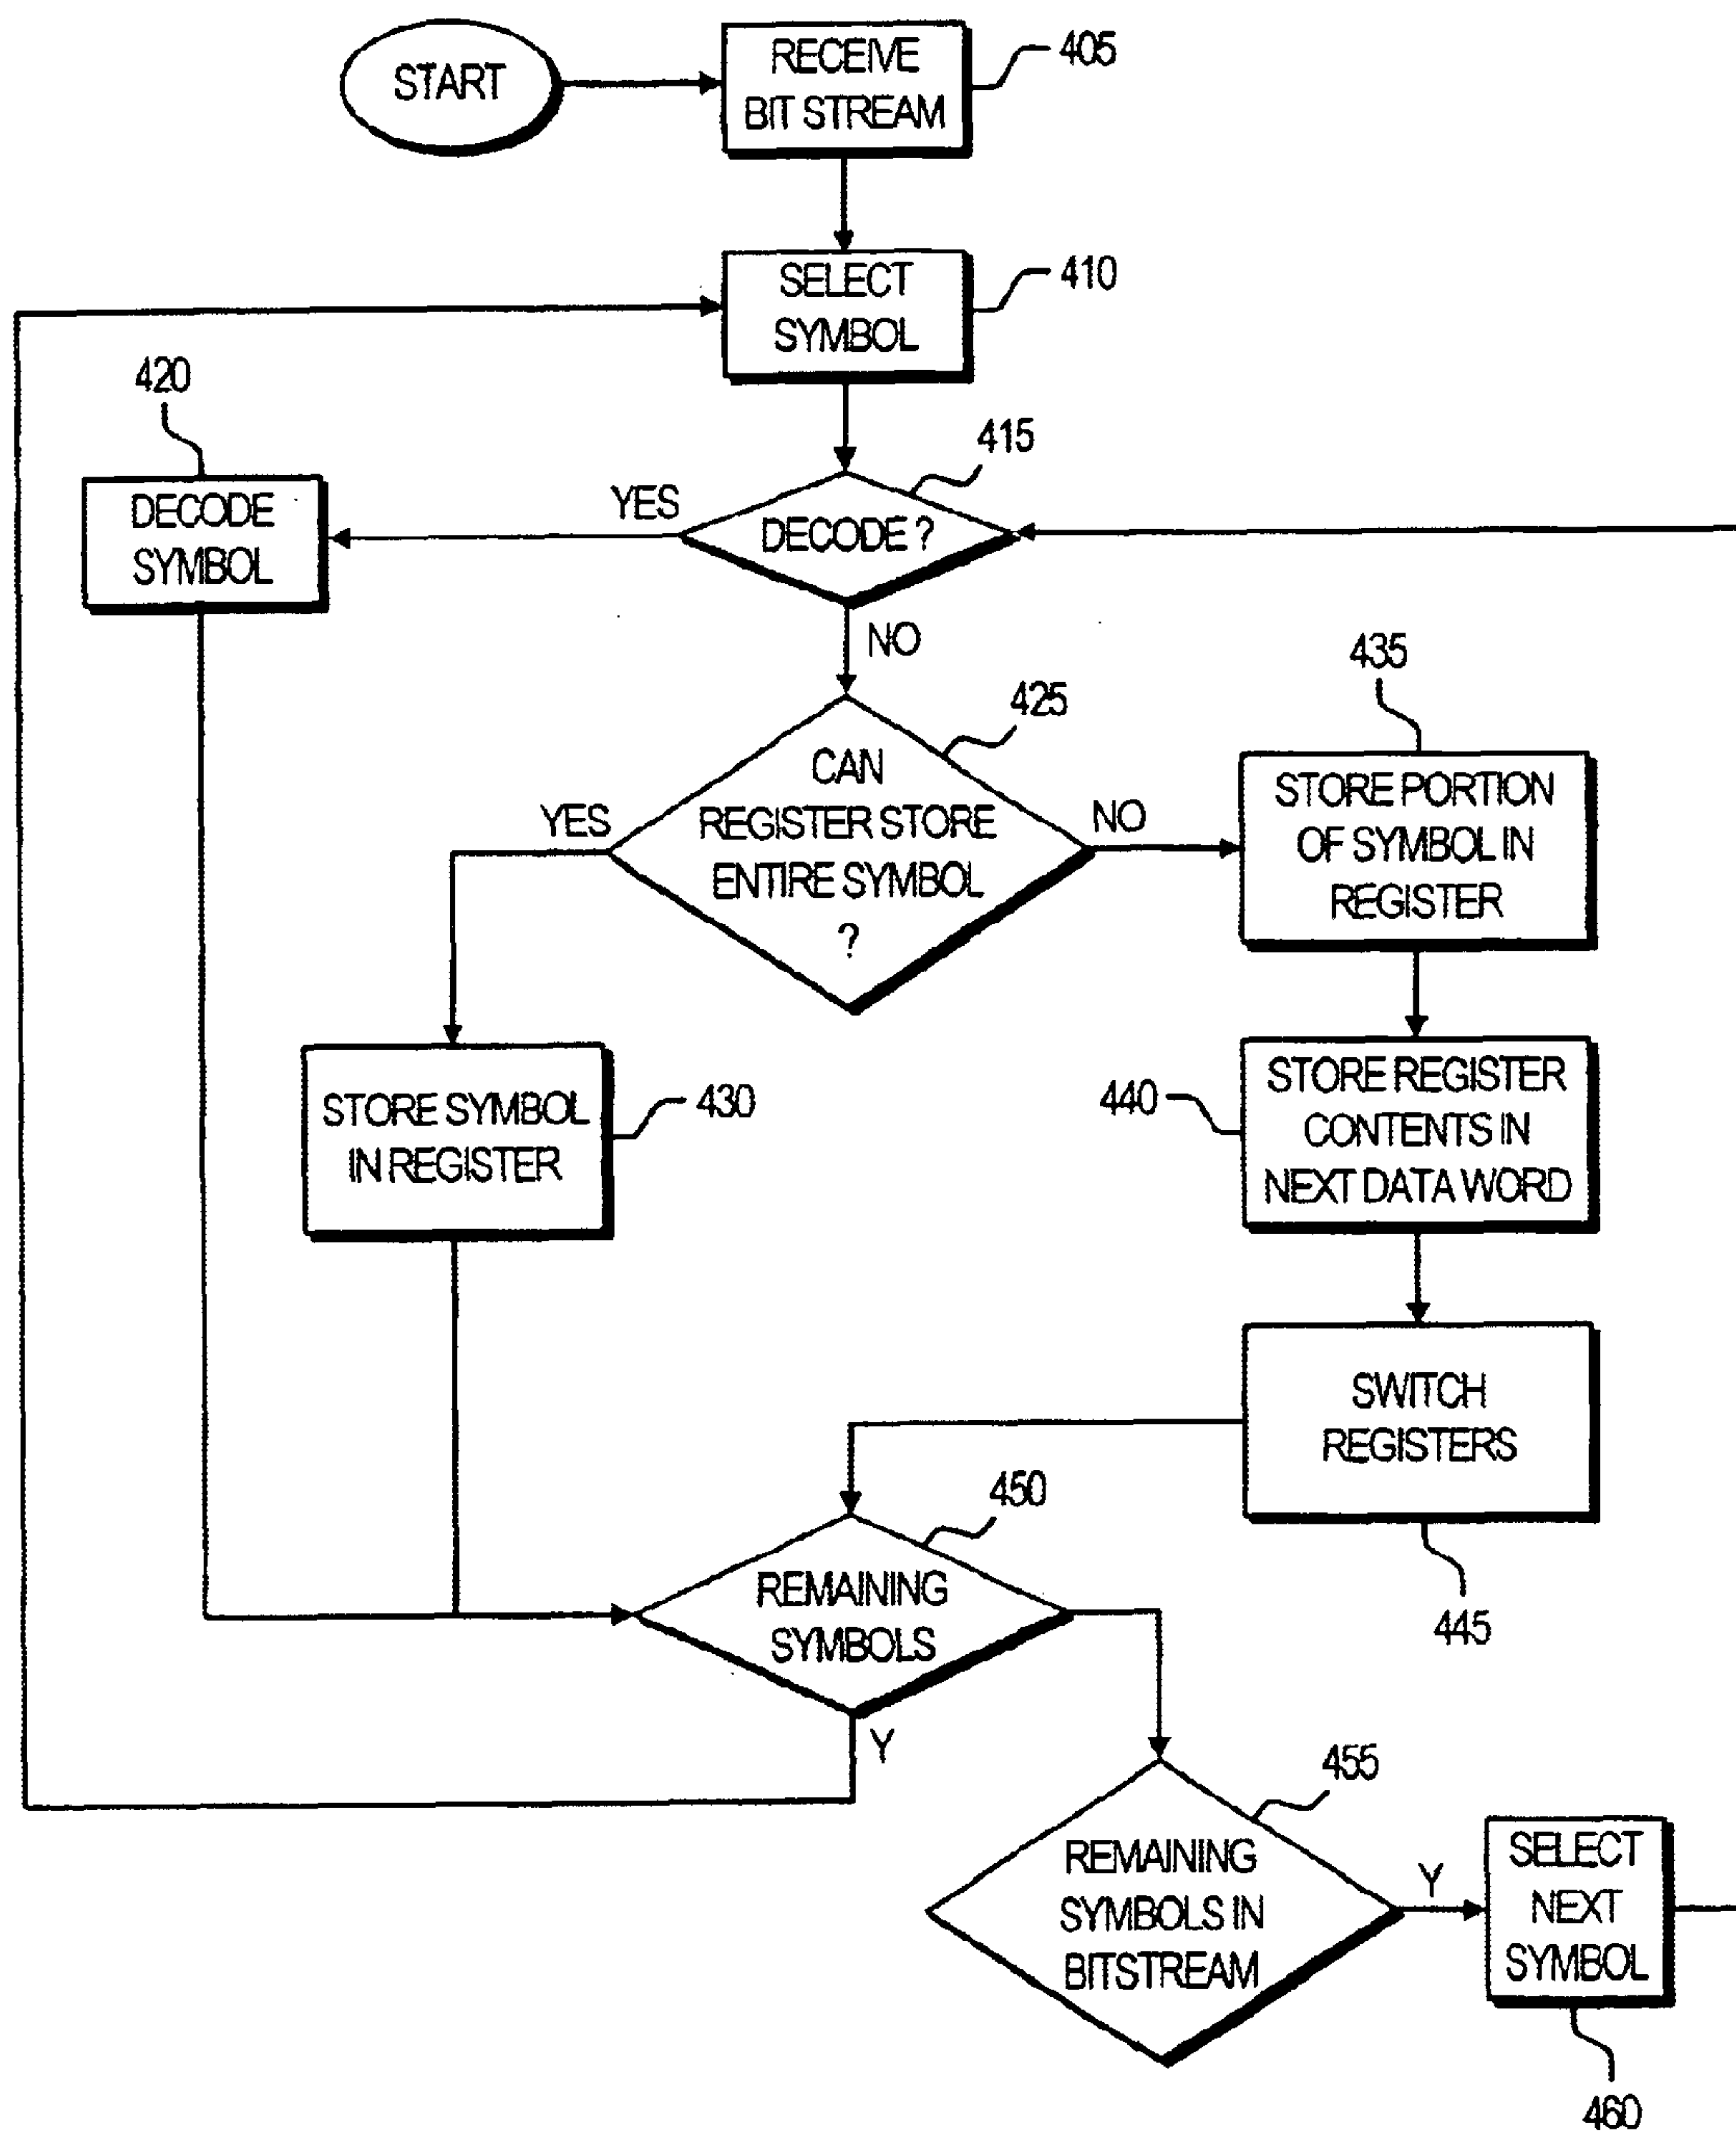 START
RECEIVE
BIT STREAM
405
SELECT
SYMBOL
410
420
415
DECODE
SYMBOL
YES
DECODE ?
NO
435
425
CAN
REGISTER STORE
ENTIRE SYMBOL
?
YES
NO
STORE PORTION
OF SYMBOL IN
REGISTER
STORE SYMBOL
IN REGISTER
430
440
STORE REGISTER
CONTENTS IN
NEXT DATA WORD
SWITCH
REGISTERS
450
REMAINING
SYMBOLS
445
Y
455
REMAINING
SYMBOLS IN
BITSTREAM
Y
SELECT
NEXT
SYMBOL
460